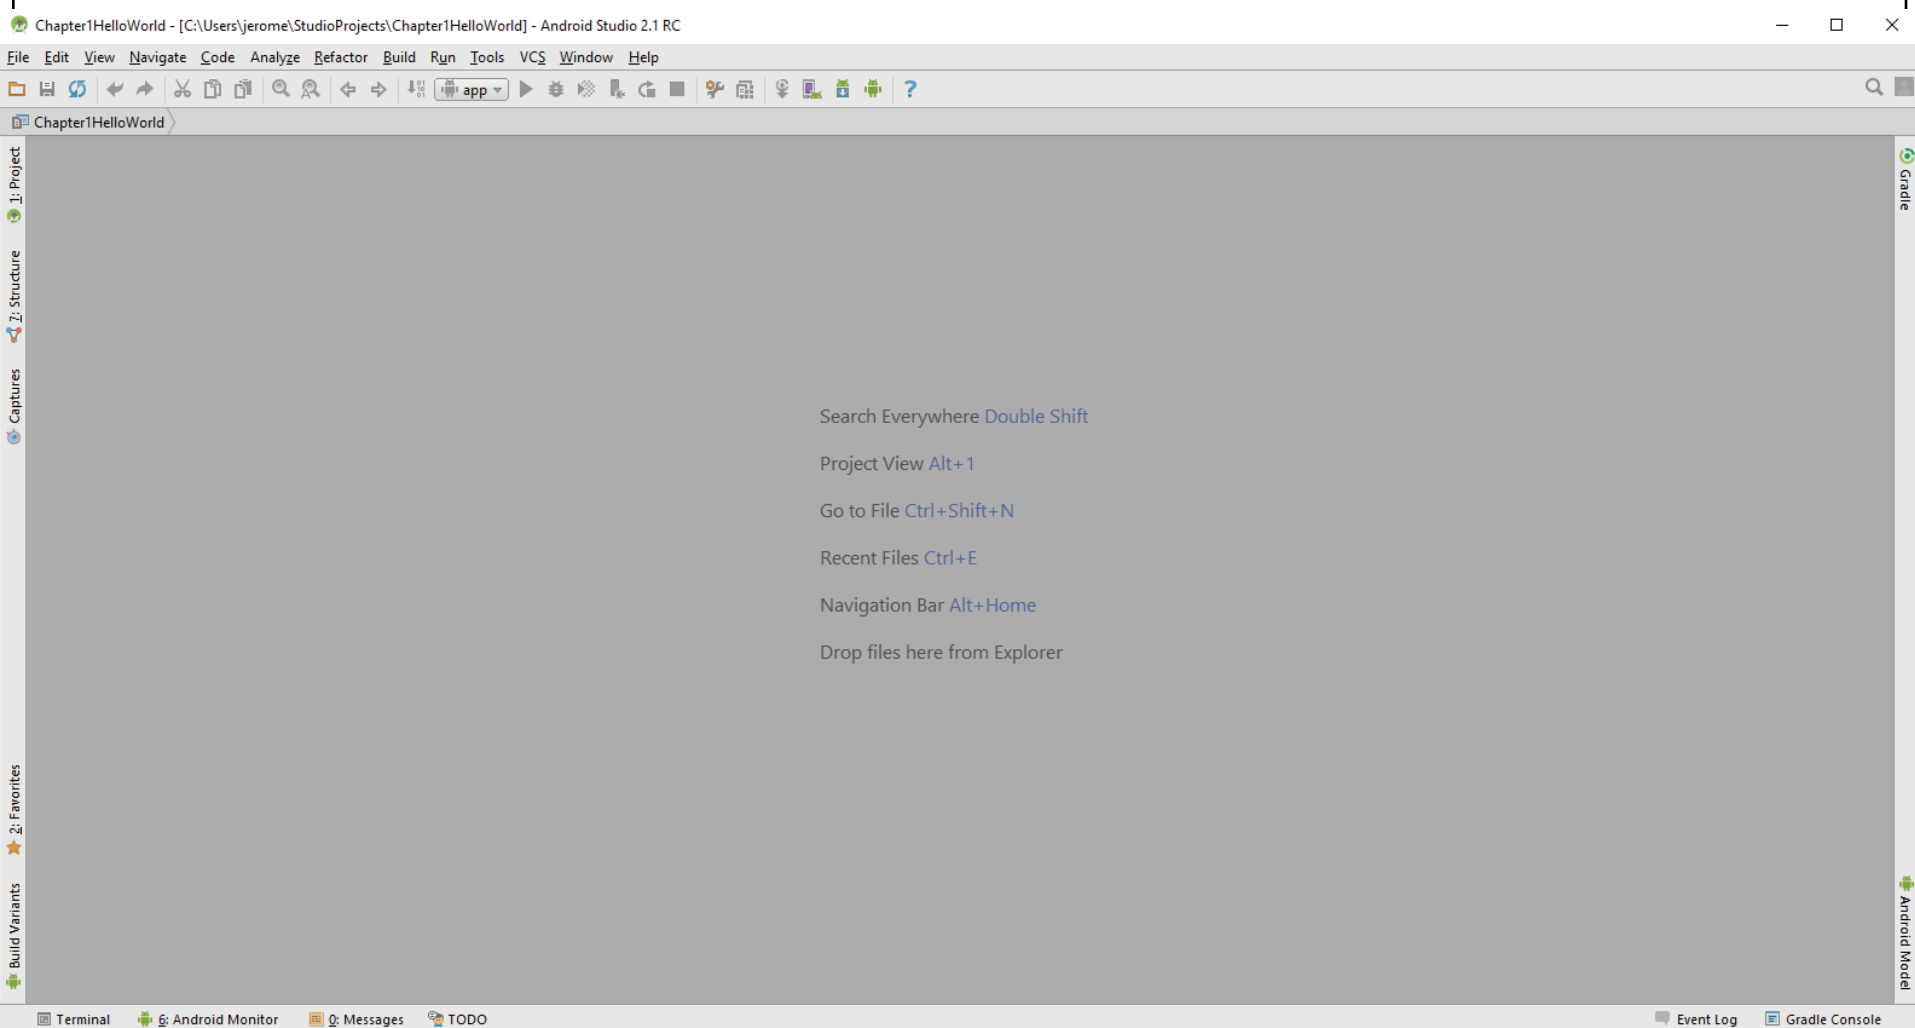 Chapter1HelloWorld - [C:\Users\jerome\StudioProjects\Chapter1HelloWorld] - Android Studio 2.1 RC
File Edit View Navigate Code Analyze Refactor Build Run Tools VCS Window Help
app ?
Chapter1HelloWorld
1: Project
7: Structure
Captures
2: Favorites
Build Variants
Search Everywhere Double Shift
Project View Alt+1
Go to File Ctrl+Shift+N
Recent Files Ctrl+E
Navigation Bar Alt+Home
Drop files here from Explorer
Gradle
Android Model
Terminal 6: Android Monitor 0: Messages TODO Event Log Gradle Console